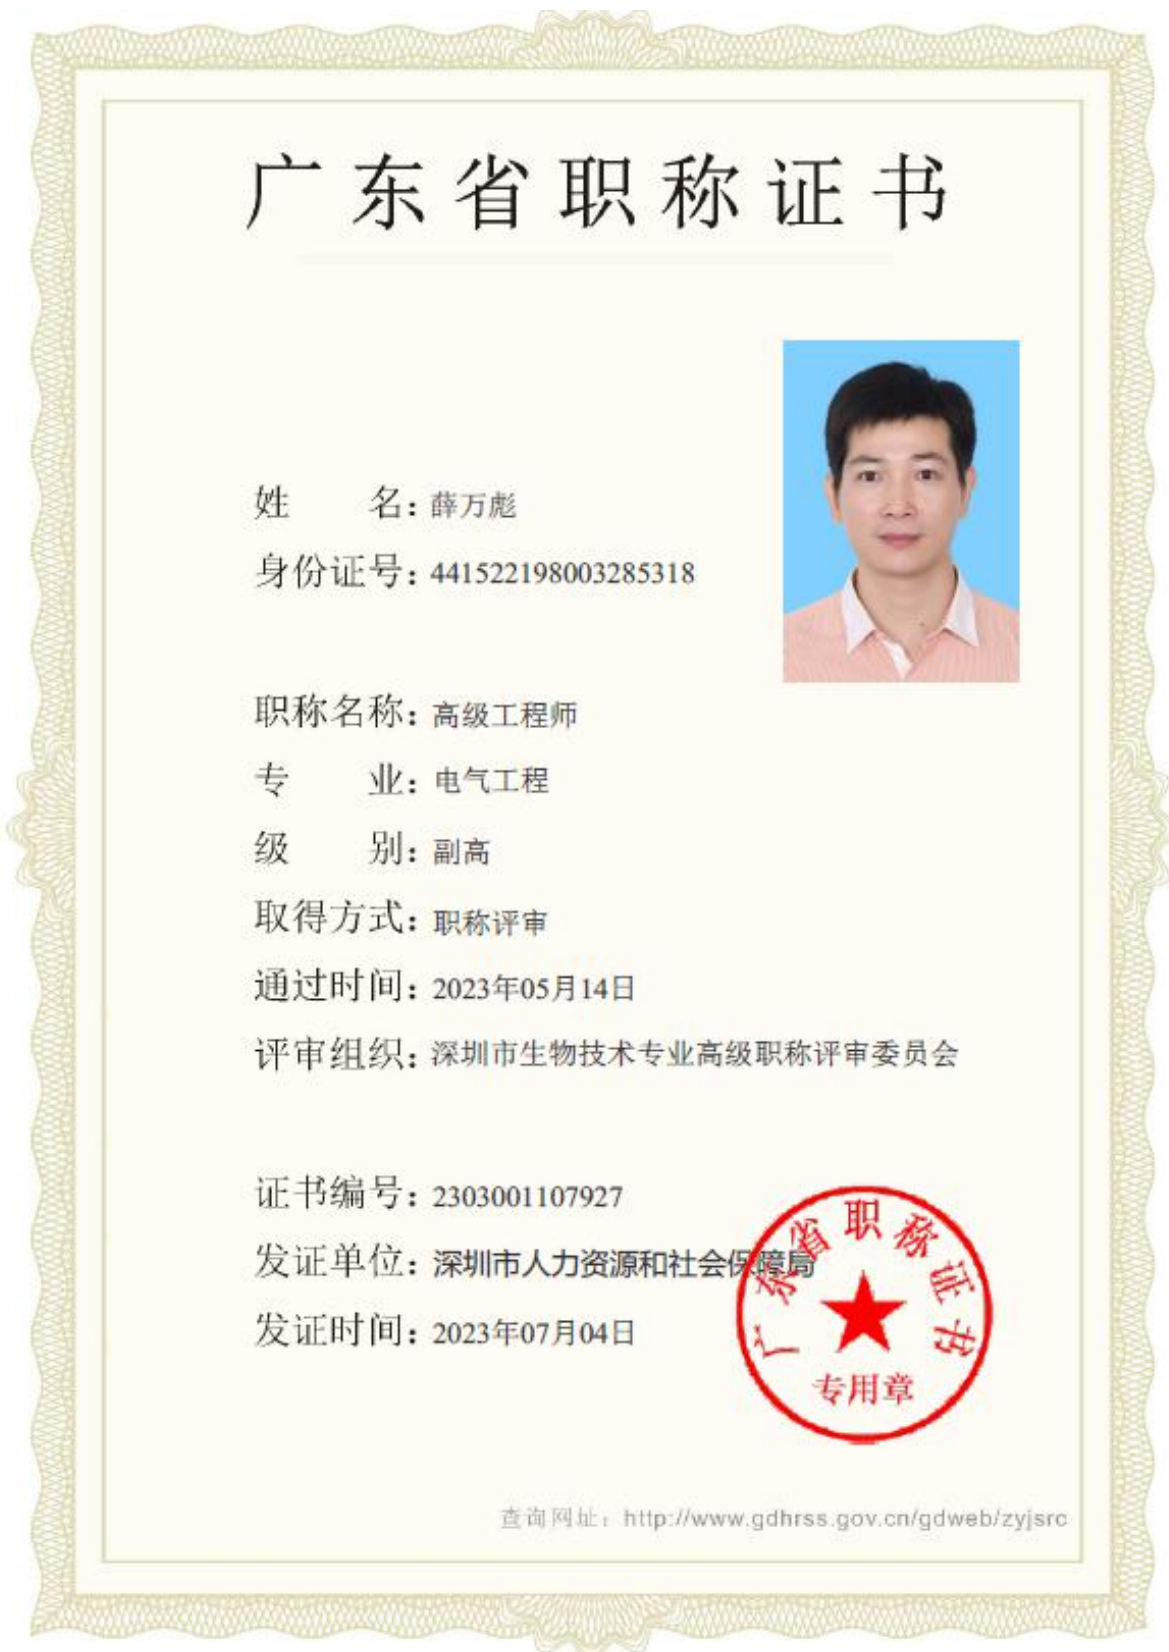 广东省职称证书
姓名：薛万彪
身份证号：441522198003285318
职称名称：高级工程师
专业：电气工程
级别：副高
取得方式：职称评审
通过时间：2023年05月14日
评审组织：深圳市生物技术专业高级职称评审委员会
证书编号：2303001107927
发证单位：深圳市人力资源和社会保障局
发证时间：2023年07月04日
广东省职称证书
专用章
查询网址：http://www.gdhrss.gov.cn/gdweb/zyjsrc